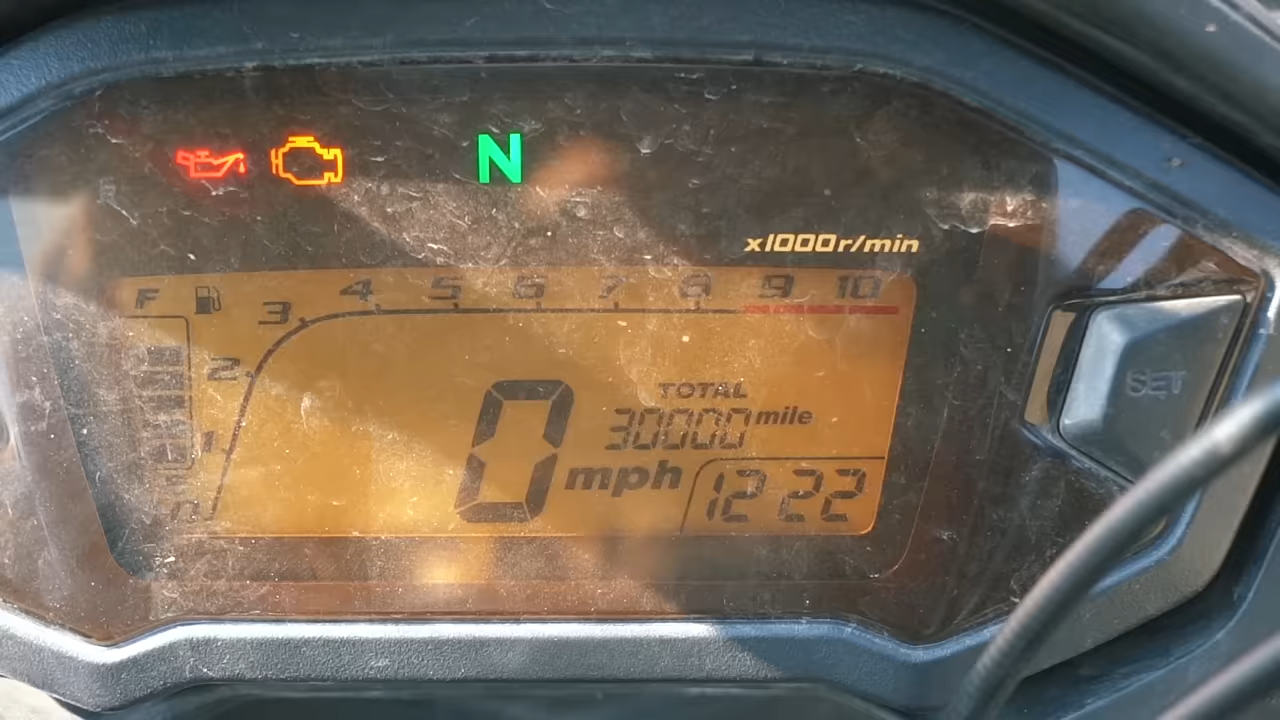 N
x1000r/min
F
3 4 5 6 7 8 9 10
2
1
0
TOTAL
30000 mile
0 mph
12 22
SET